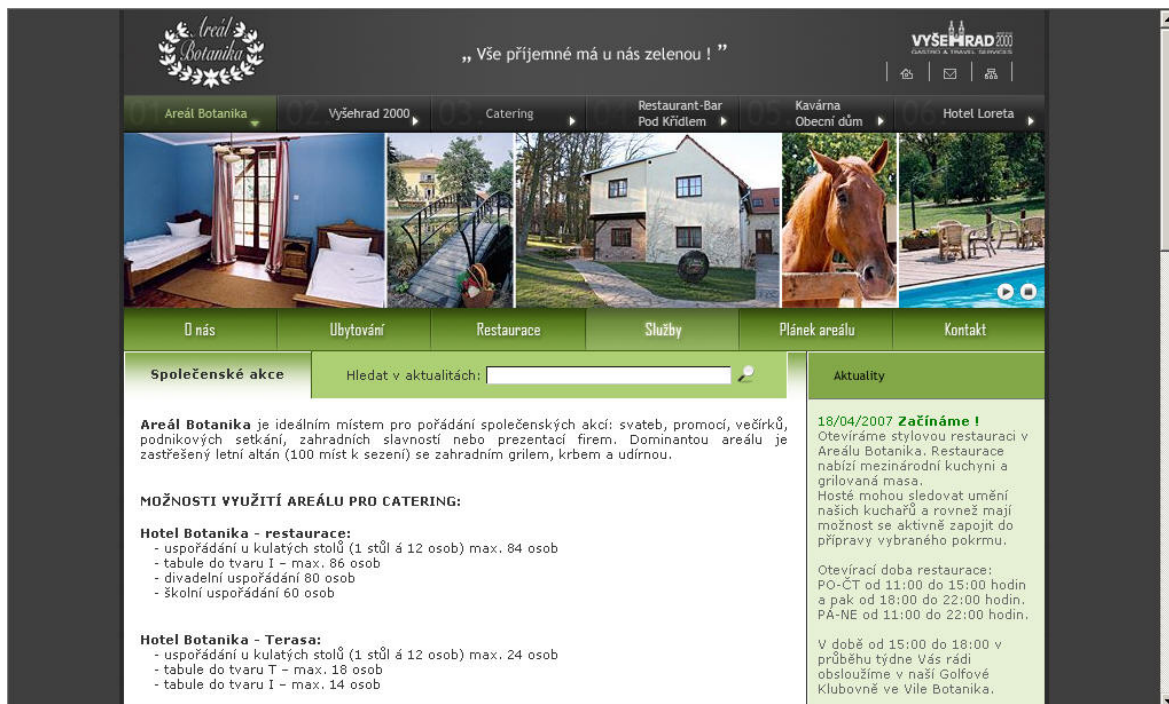 Areál
Botanika
„ Vše příjemné má u nás zelenou ! ”
VYŠEHRAD 2000
GASTRO & TRAVEL SERVICES
01 Areál Botanika
02 Vyšehrad 2000
03 Catering
04 Restaurant-Bar
Pod Křídlem
05 Kavárna
Obecní dům
06 Hotel Loreta
O nás
Ubytování
Restaurace
Služby
Plánek areálu
Kontakt
Společenské akce
Hledat v aktualitách:
Areál Botanika je ideálním místem pro pořádání společenských akcí: svateb, promocí, večírků,
podnikových setkání, zahradních slavností nebo prezentací firem. Dominantou areálu je
zastřešený letní altán (100 míst k sezení) se zahradním grilem, krbem a udírnou.
MOŽNOSTI VYUŽITÍ AREÁLU PRO CATERING:
Hotel Botanika - restaurace:
- uspořádání u kulatých stolů (1 stůl á 12 osob) max. 84 osob
- tabule do tvaru I – max. 86 osob
- divadelní uspořádání 80 osob
- školní uspořádání 60 osob
Hotel Botanika - Terasa:
- uspořádání u kulatých stolů (1 stůl á 12 osob) max. 24 osob
- tabule do tvaru T – max. 18 osob
- tabule do tvaru I – max. 14 osob
Aktuality
18/04/2007 Začínáme !
Otevíráme stylovou restauraci v
Areálu Botanika. Restaurace
nabízí mezinárodní kuchyni a
grilovaná masa.
Hosté mohou sledovat umění
našich kuchařů a rovněž mají
možnost se aktivně zapojit do
přípravy vybraného pokrmu.
Otevírací doba restaurace:
PO-ČT od 11:00 do 15:00 hodin
a pak od 18:00 do 22:00 hodin.
PÁ-NE od 11:00 do 22:00 hodin.
V době od 15:00 do 18:00 v
průběhu týdne Vás rádi
obsloužíme v naší Golfové
Klubovně ve Vile Botanika.